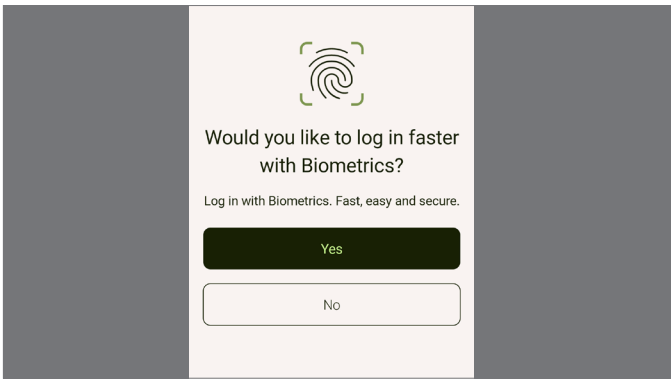 Would you like to log in faster
with Biometrics?
Log in with Biometrics. Fast, easy and secure.
Yes
No